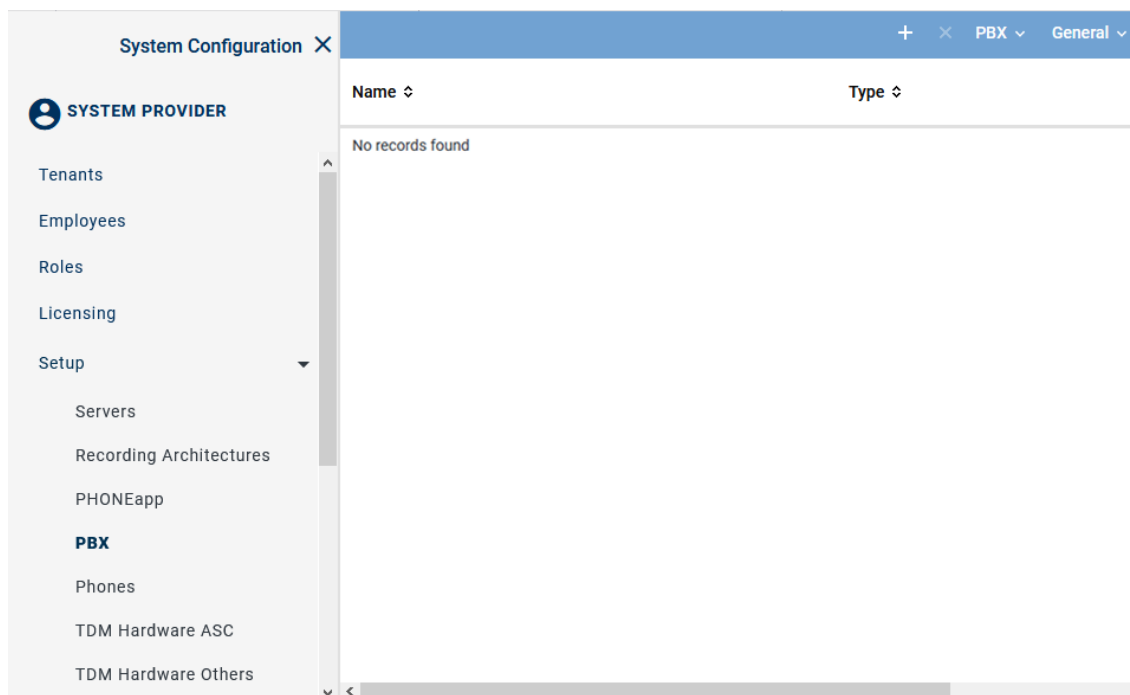 System Configuration
SYSTEM PROVIDER
Tenants
Employees
Roles
Licensing
Setup
Servers
Recording Architectures
PHONEapp
PBX
Phones
TDM Hardware ASC
TDM Hardware Others
PBX General
Name Type
No records found